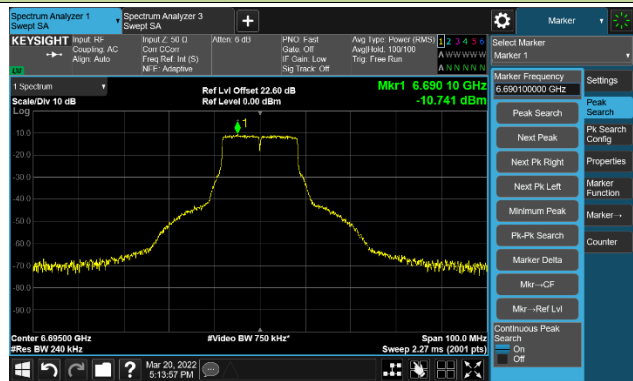 Spectrum Analyzer 1
Swept SA
Spectrum Analyzer 3
Swept SA
Marker
KEYSIGHT
Input: RF
Coupling: AC
Align: Auto
Input Z: 50 Ω
Corr CCorr
Freq Ref: Int (S)
NFE: Adaptive
Atten: 6 dB
PNO: Fast
Gate: Off
IF Gain: Low
Sig Track: Off
Avg Type: Power (RMS)
Avg|Hold: 100/100
Trig: Free Run
1 2 3 4 5 6
A W W W W W
A N N N N N
LM
Select Marker
Marker 1
1 Spectrum
Scale/Div 10 dB
Log
Ref Lvl Offset 22.60 dB
Ref Level 0.00 dBm
Mkr1 6.690 10 GHz
-10.741 dBm
1
-10.0
-20.0
-30.0
-40.0
-50.0
-60.0
-70.0
-80.0
-90.0
Center 6.69500 GHz
#Res BW 240 kHz
#Video BW 750 kHz*
Span 100.0 MHz
Sweep 2.27 ms (2001 pts)
Marker Frequency
6.690100000 GHz
Peak Search
Next Peak
Next Pk Right
Next Pk Left
Minimum Peak
Pk-Pk Search
Marker Delta
Mkr→CF
Mkr→Ref Lvl
Continuous Peak
Search
On
Off
Settings
Peak
Search
Pk Search
Config
Properties
Marker
Function
Marker→
Counter
Mar 20, 2022
5:13:57 PM